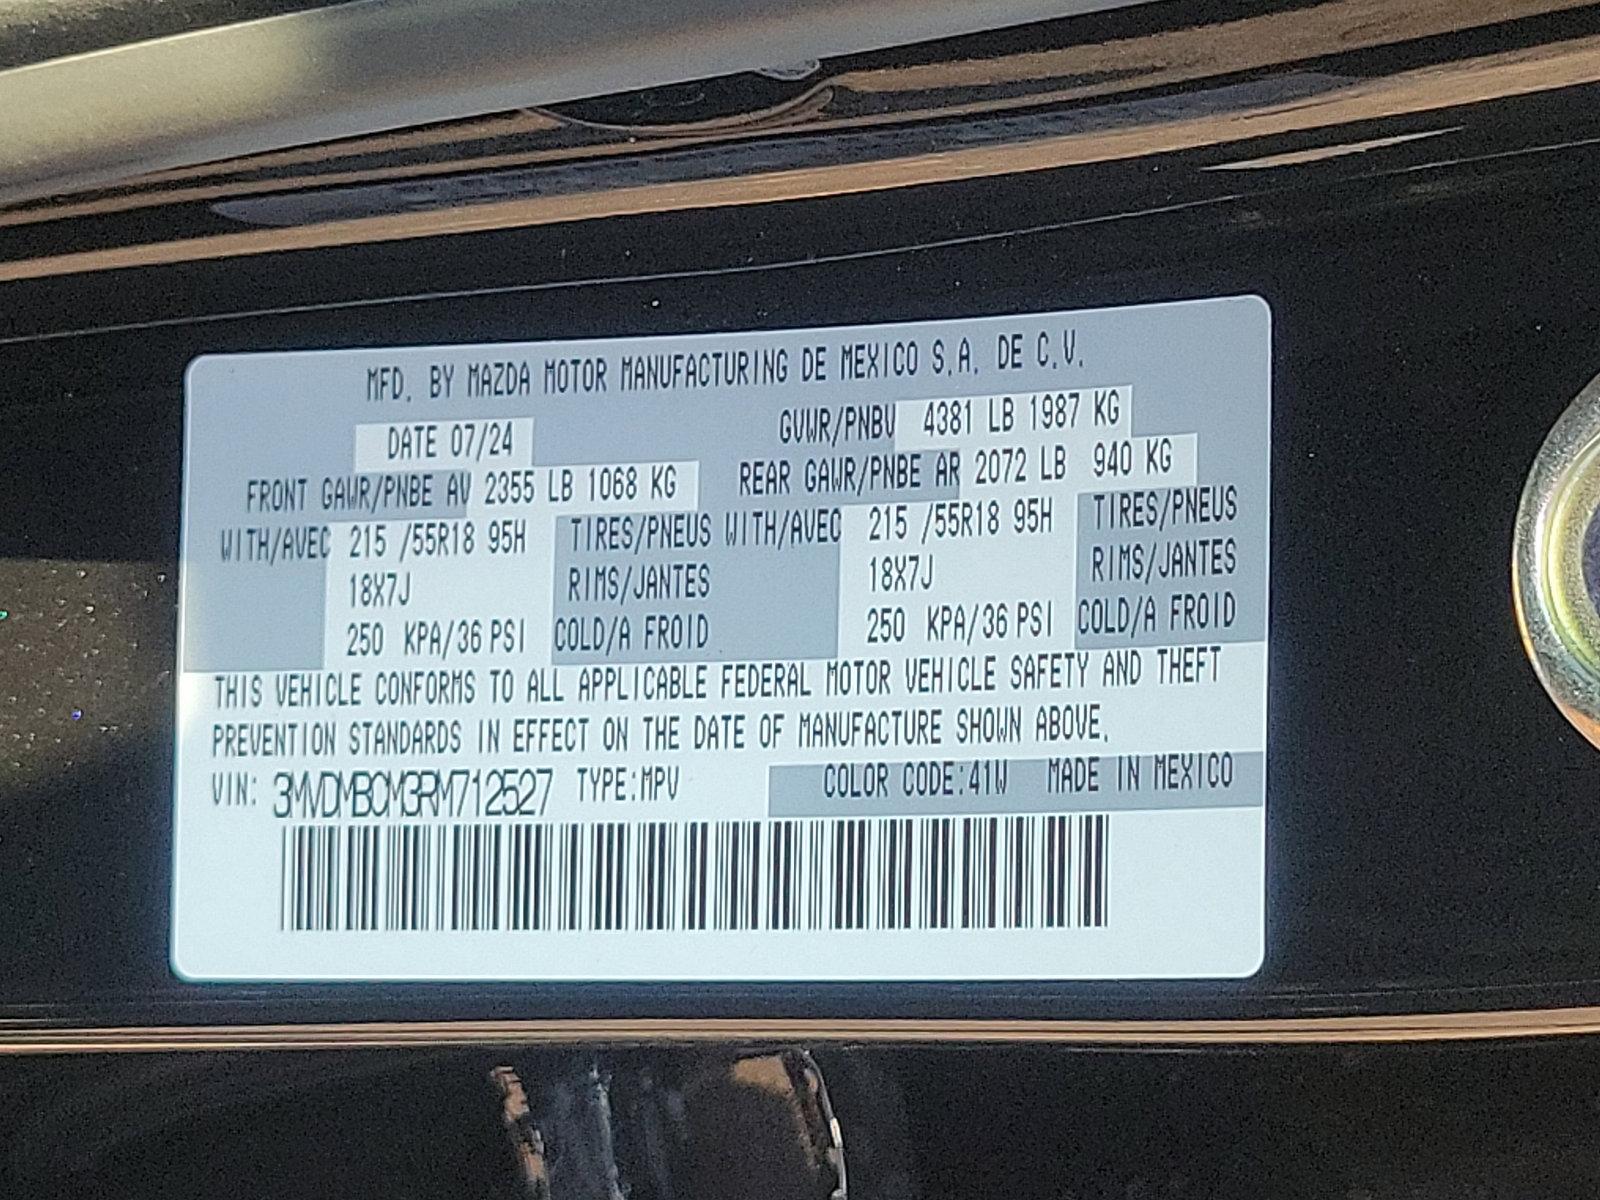 MFD. BY MAZDA MOTOR MANUFACTURING DE MEXICO S.A. DE C.V.
DATE 07/24 GVWR/PNBV 4381 LB 1987 KG
FRONT GAWR/PNBE AV 2355 LB 1068 KG REAR GAWR/PNBE AR 2072 LB 940 KG
WITH/AVEC 215 /55R18 95H TIRES/PNEUS WITH/AVEC 215 /55R18 95H TIRES/PNEUS
18X7J RIMS/JANTES 18X7J RIMS/JANTES
250 KPA/36 PSI COLD/A FROID 250 KPA/36 PSI COLD/A FROID
THIS VEHICLE CONFORMS TO ALL APPLICABLE FEDERAL MOTOR VEHICLE SAFETY AND THEFT
PREVENTION STANDARDS IN EFFECT ON THE DATE OF MANUFACTURE SHOWN ABOVE.
VIN: 3MVDMBCM3RM712527 TYPE:MPV COLOR CODE:41W MADE IN MEXICO